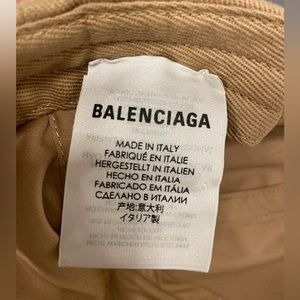 BALENCIAGA
MADE IN ITALY
FABRIQUÉ EN ITALIE
HERGESTELLT IN ITALIEN
HECHO EN ITALIA
FABRICADO EM ITÁLIA
СДЕЛАНО В ИТАЛИИ
产地:意大利
イタリア製